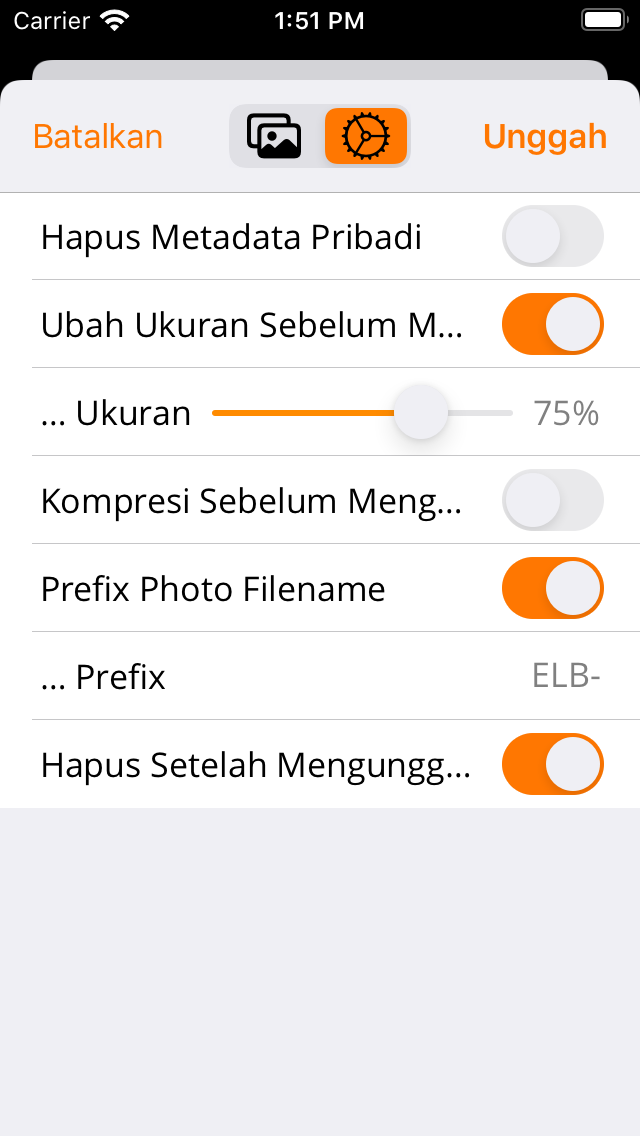 Carrier 1:51 PM
Batalkan Unggah
Hapus Metadata Pribadi
Ubah Ukuran Sebelum M...
... Ukuran 75%
Kompresi Sebelum Meng...
Prefix Photo Filename
... Prefix ELB-
Hapus Setelah Mengungg...